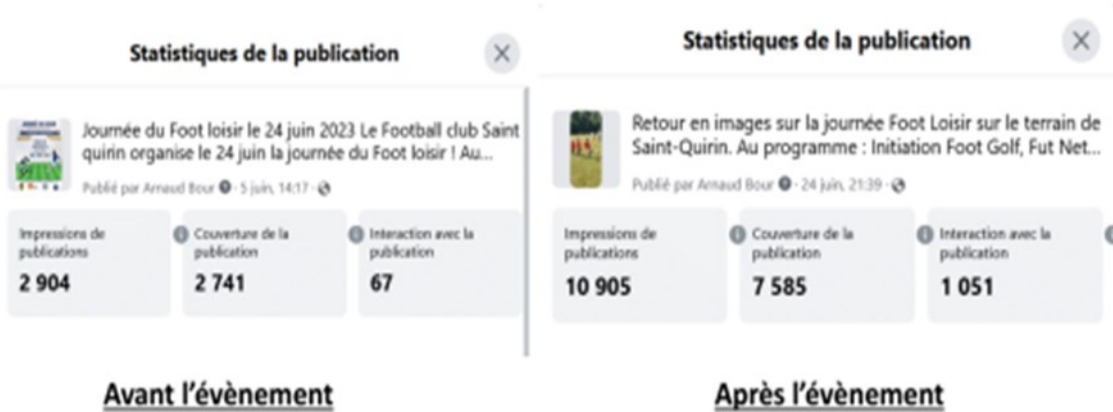 Statistiques de la publication
Journée du Foot loisir le 24 juin 2023 Le Football club Saint
quirin organise le 24 juin la journée du Foot loisir ! Au...
Publié par Arnaud Bour · 5 juin, 14:17 ·
Impressions de
publications
2 904
Couverture de la
publication
2 741
Interaction avec la
publication
67
Avant l'évènement
Statistiques de la publication
Retour en images sur la journée Foot Loisir sur le terrain de
Saint-Quirin. Au programme : Initiation Foot Golf, Fut Net...
Publié par Arnaud Bour · 24 juin, 21:39 ·
Impressions de
publications
10 905
Couverture de la
publication
7 585
Interaction avec la
publication
1 051
Après l'évènement